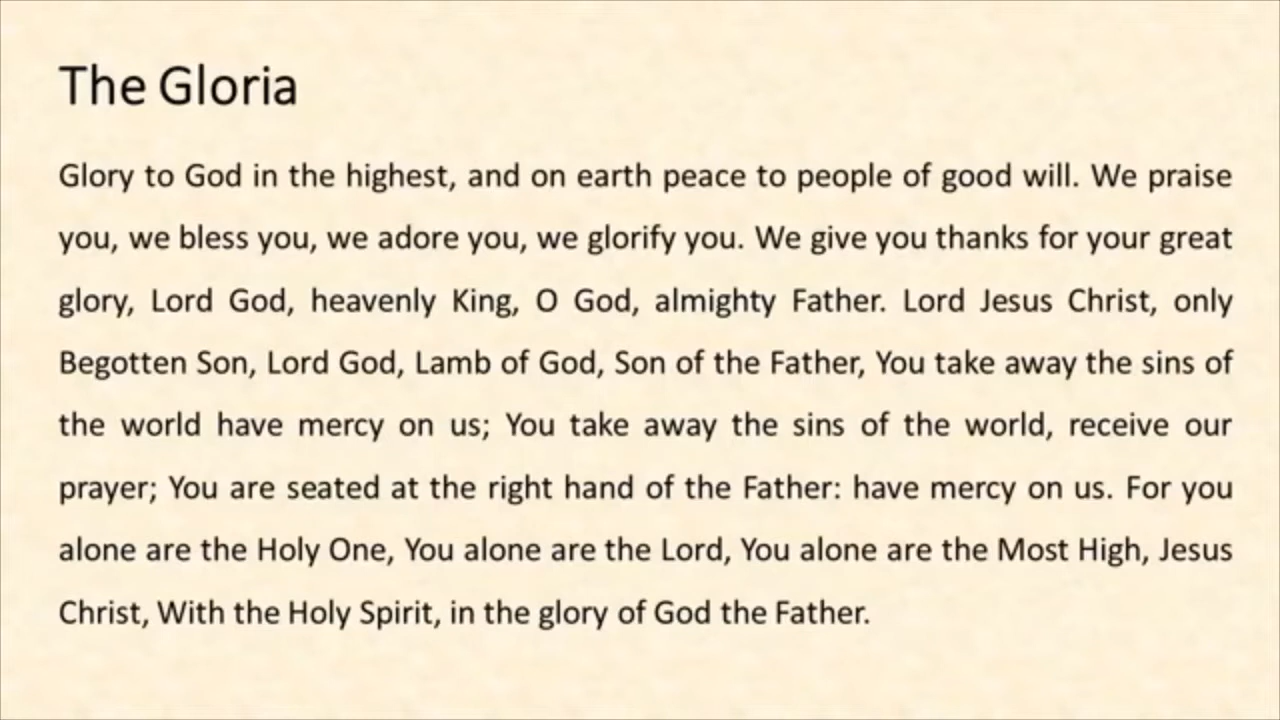 The Gloria
Glory to God in the highest, and on earth peace to people of good will. We praise
you, we bless you, we adore you, we glorify you. We give you thanks for your great
glory, Lord God, heavenly King, O God, almighty Father. Lord Jesus Christ, only
Begotten Son, Lord God, Lamb of God, Son of the Father, You take away the sins of
the world have mercy on us; You take away the sins of the world, receive our
prayer; You are seated at the right hand of the Father: have mercy on us. For you
alone are the Holy One, You alone are the Lord, You alone are the Most High, Jesus
Christ, With the Holy Spirit, in the glory of God the Father.